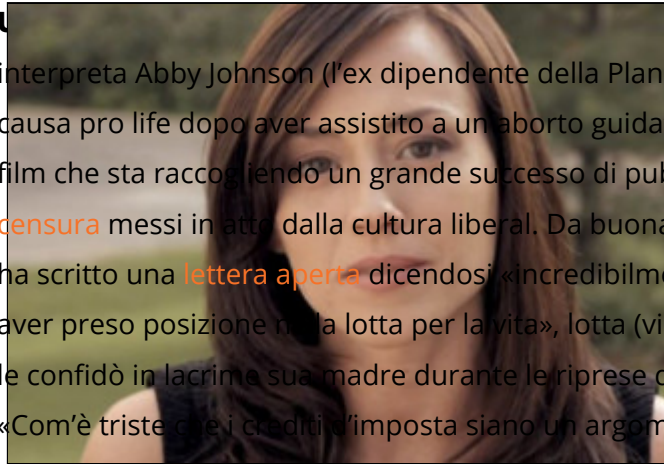 interpreta Abby Johnson (l'ex dipendente della Plan
causa pro life dopo aver assistito a un aborto guida
film che sta raccogliendo un grande successo di pub
censura messi in atto dalla cultura liberal. Da buona
ha scritto una lettera aperta dicendosi «incredibilme
aver preso posizione nella lotta per la vita», lotta (vi
le confidò in lacrime sua madre durante le riprese d
«Com'è triste che i crediti d'imposta siano un argom